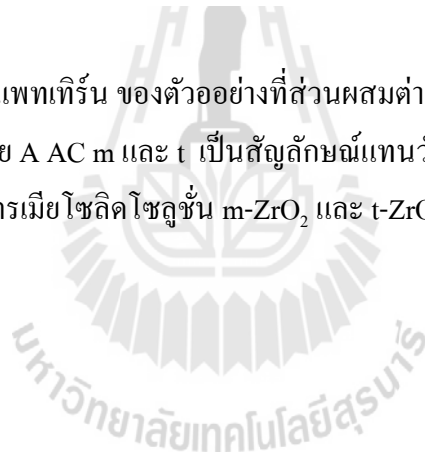 แพทเทิร์น ของตัวออย่างที่ส่วนผสมต่า
ย A AC m และ t เป็นสัญลักษณ์แทนว
ารเมียโซลิดโซลูชั่น m-ZrO₂ และ t-ZrO
มหาวิทยาลัยเทคโนโลยีสุรนารี